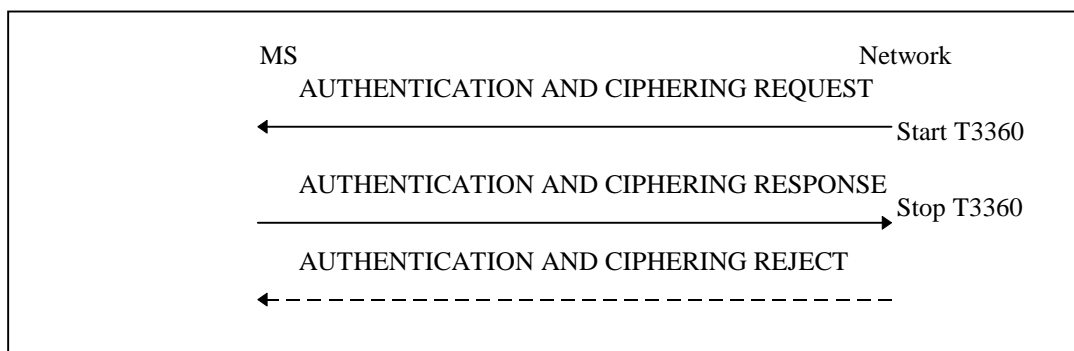 MS Network
AUTHENTICATION AND CIPHERING REQUEST
Start T3360
AUTHENTICATION AND CIPHERING RESPONSE
Stop T3360
AUTHENTICATION AND CIPHERING REJECT